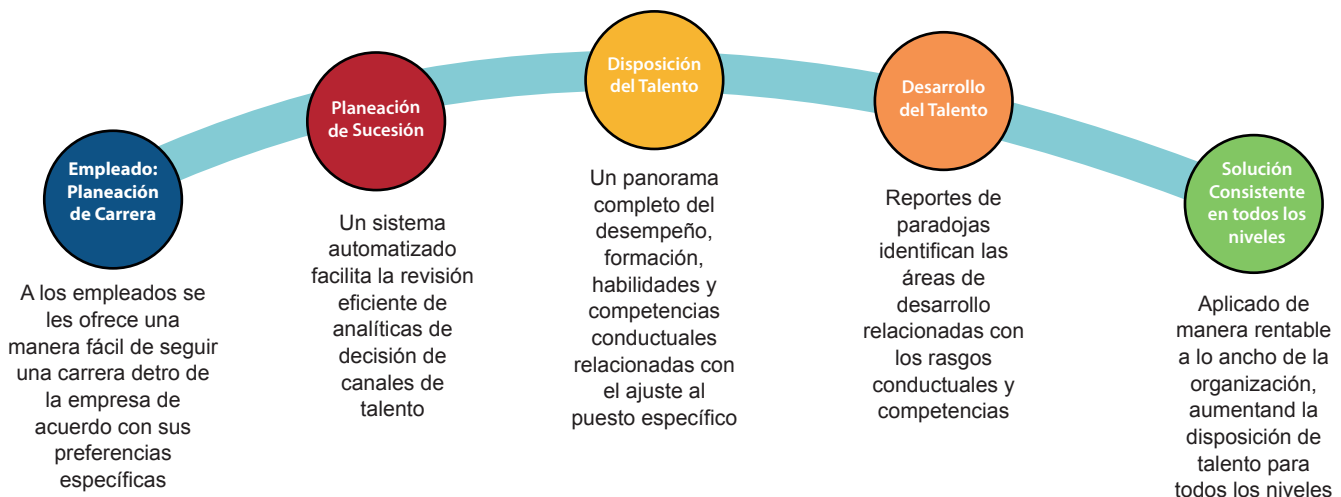 Empleado:
Planeación
de Carrera
A los empleados se
les ofrece una
manera fácil de seguir
una carrera detro de
la empresa de
acuerdo con sus
preferencias
específicas
Planeación
de Sucesión
Un sistema
automatizado
facilita la revisión
eficiente de
analíticas de
decisión de
canales de
talento
Disposición
del Talento
Un panorama
completo del
desempeño,
formación,
habilidades y
competencias
conductuales
relacionadas con
el ajuste al
puesto específico
Desarrollo
del Talento
Reportes de
paradojas
identifican las
áreas de
desarrollo
relacionadas con
los rasgos
conductuales y
competencias
Solución
Consistente
en todos los
niveles
Aplicado de
manera rentable
a lo ancho de la
organización,
aumentand la
disposición de
talento para
todos los niveles